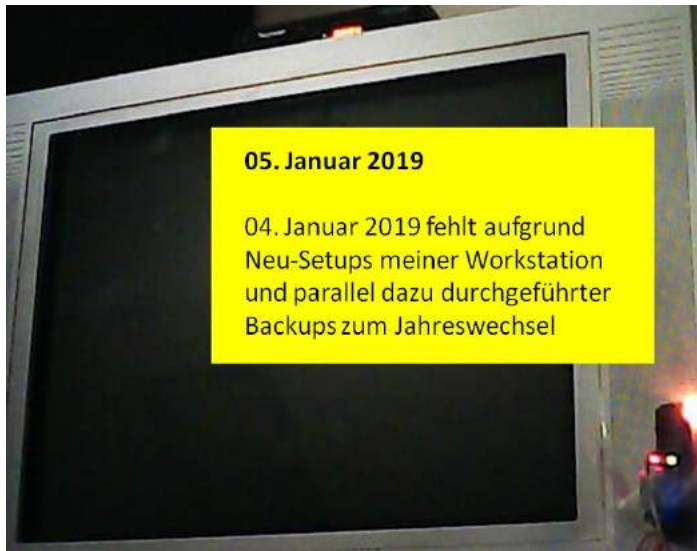 05. Januar 2019
04. Januar 2019 fehlt aufgrund
Neu-Setups meiner Workstation
und parallel dazu durchgeführter
Backups zum Jahreswechsel